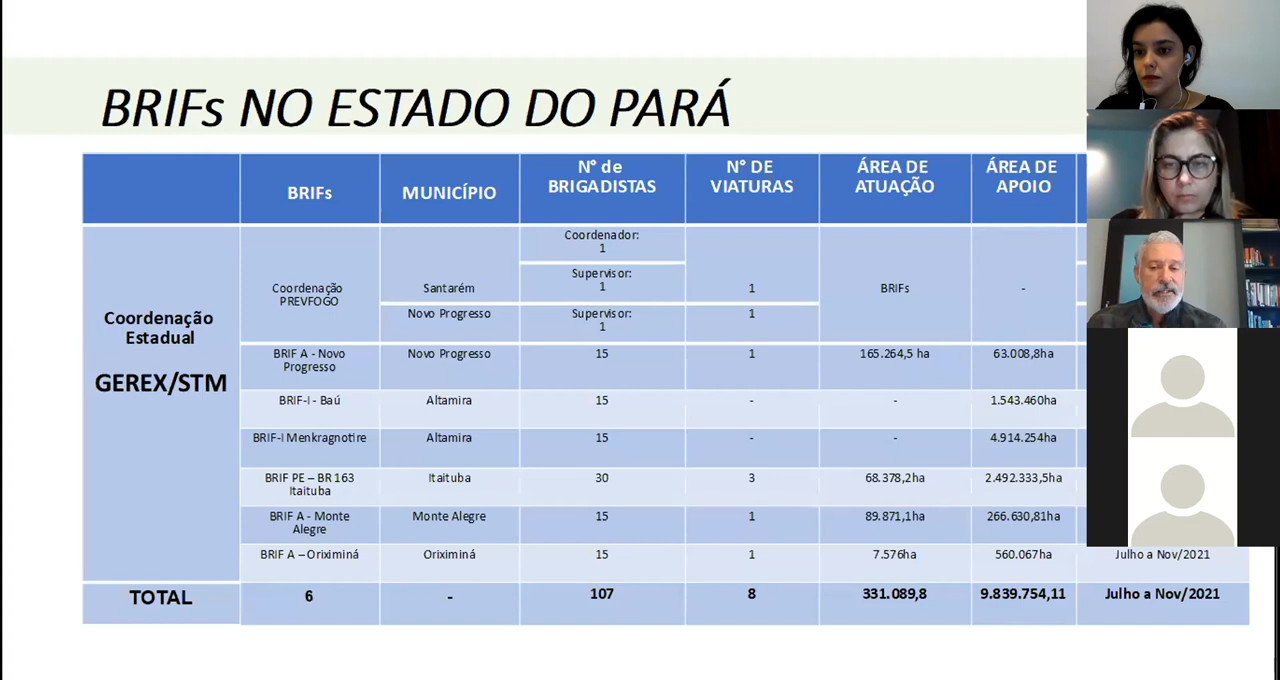 BRIFs NO ESTADO DO PARÁ
BRIFs
MUNICÍPIO
N° de
BRIGADISTAS
N° DE
VIATURAS
ÁREA DE
ATUAÇÃO
ÁREA DE
APOIO
Coordenação
Estadual
GEREX/STM
Coordenação
PREVFOGO
Santarém
Coordenador:
1
Supervisor:
1
1
BRIFs
-
Novo Progresso
Supervisor:
1
1
BRIF A - Novo
Progresso
Novo Progresso
15
1
165.264,5 ha
63.008,8ha
BRIF-I - Baú
Altamira
15
-
-
1.543.460ha
BRIF-I Menkragnotire
Altamira
15
-
-
4.914.254ha
BRIF PE – BR 163
Itaituba
Itaituba
30
3
68.378,2ha
2.492.333,5ha
BRIF A - Monte
Alegre
Monte Alegre
15
1
89.871,1ha
266.630,81ha
BRIF A – Oriximiná
Oriximiná
15
1
7.576ha
560.067ha
Julho a Nov/2021
TOTAL
6
-
107
8
331.089,8
9.839.754,11
Julho a Nov/2021